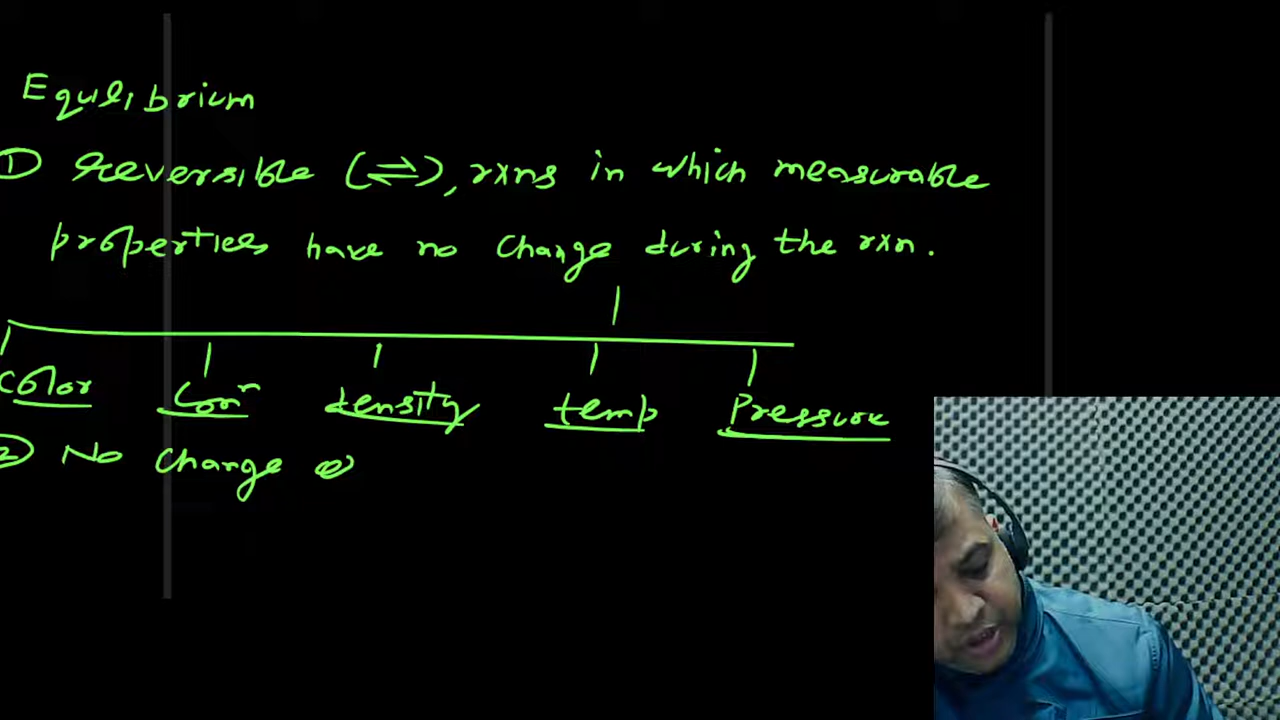 Equilibrium
① Reversible (⇌), rxns in which measurable
properties have no change during the rxn.
color conⁿ density temp Pressure
② No change